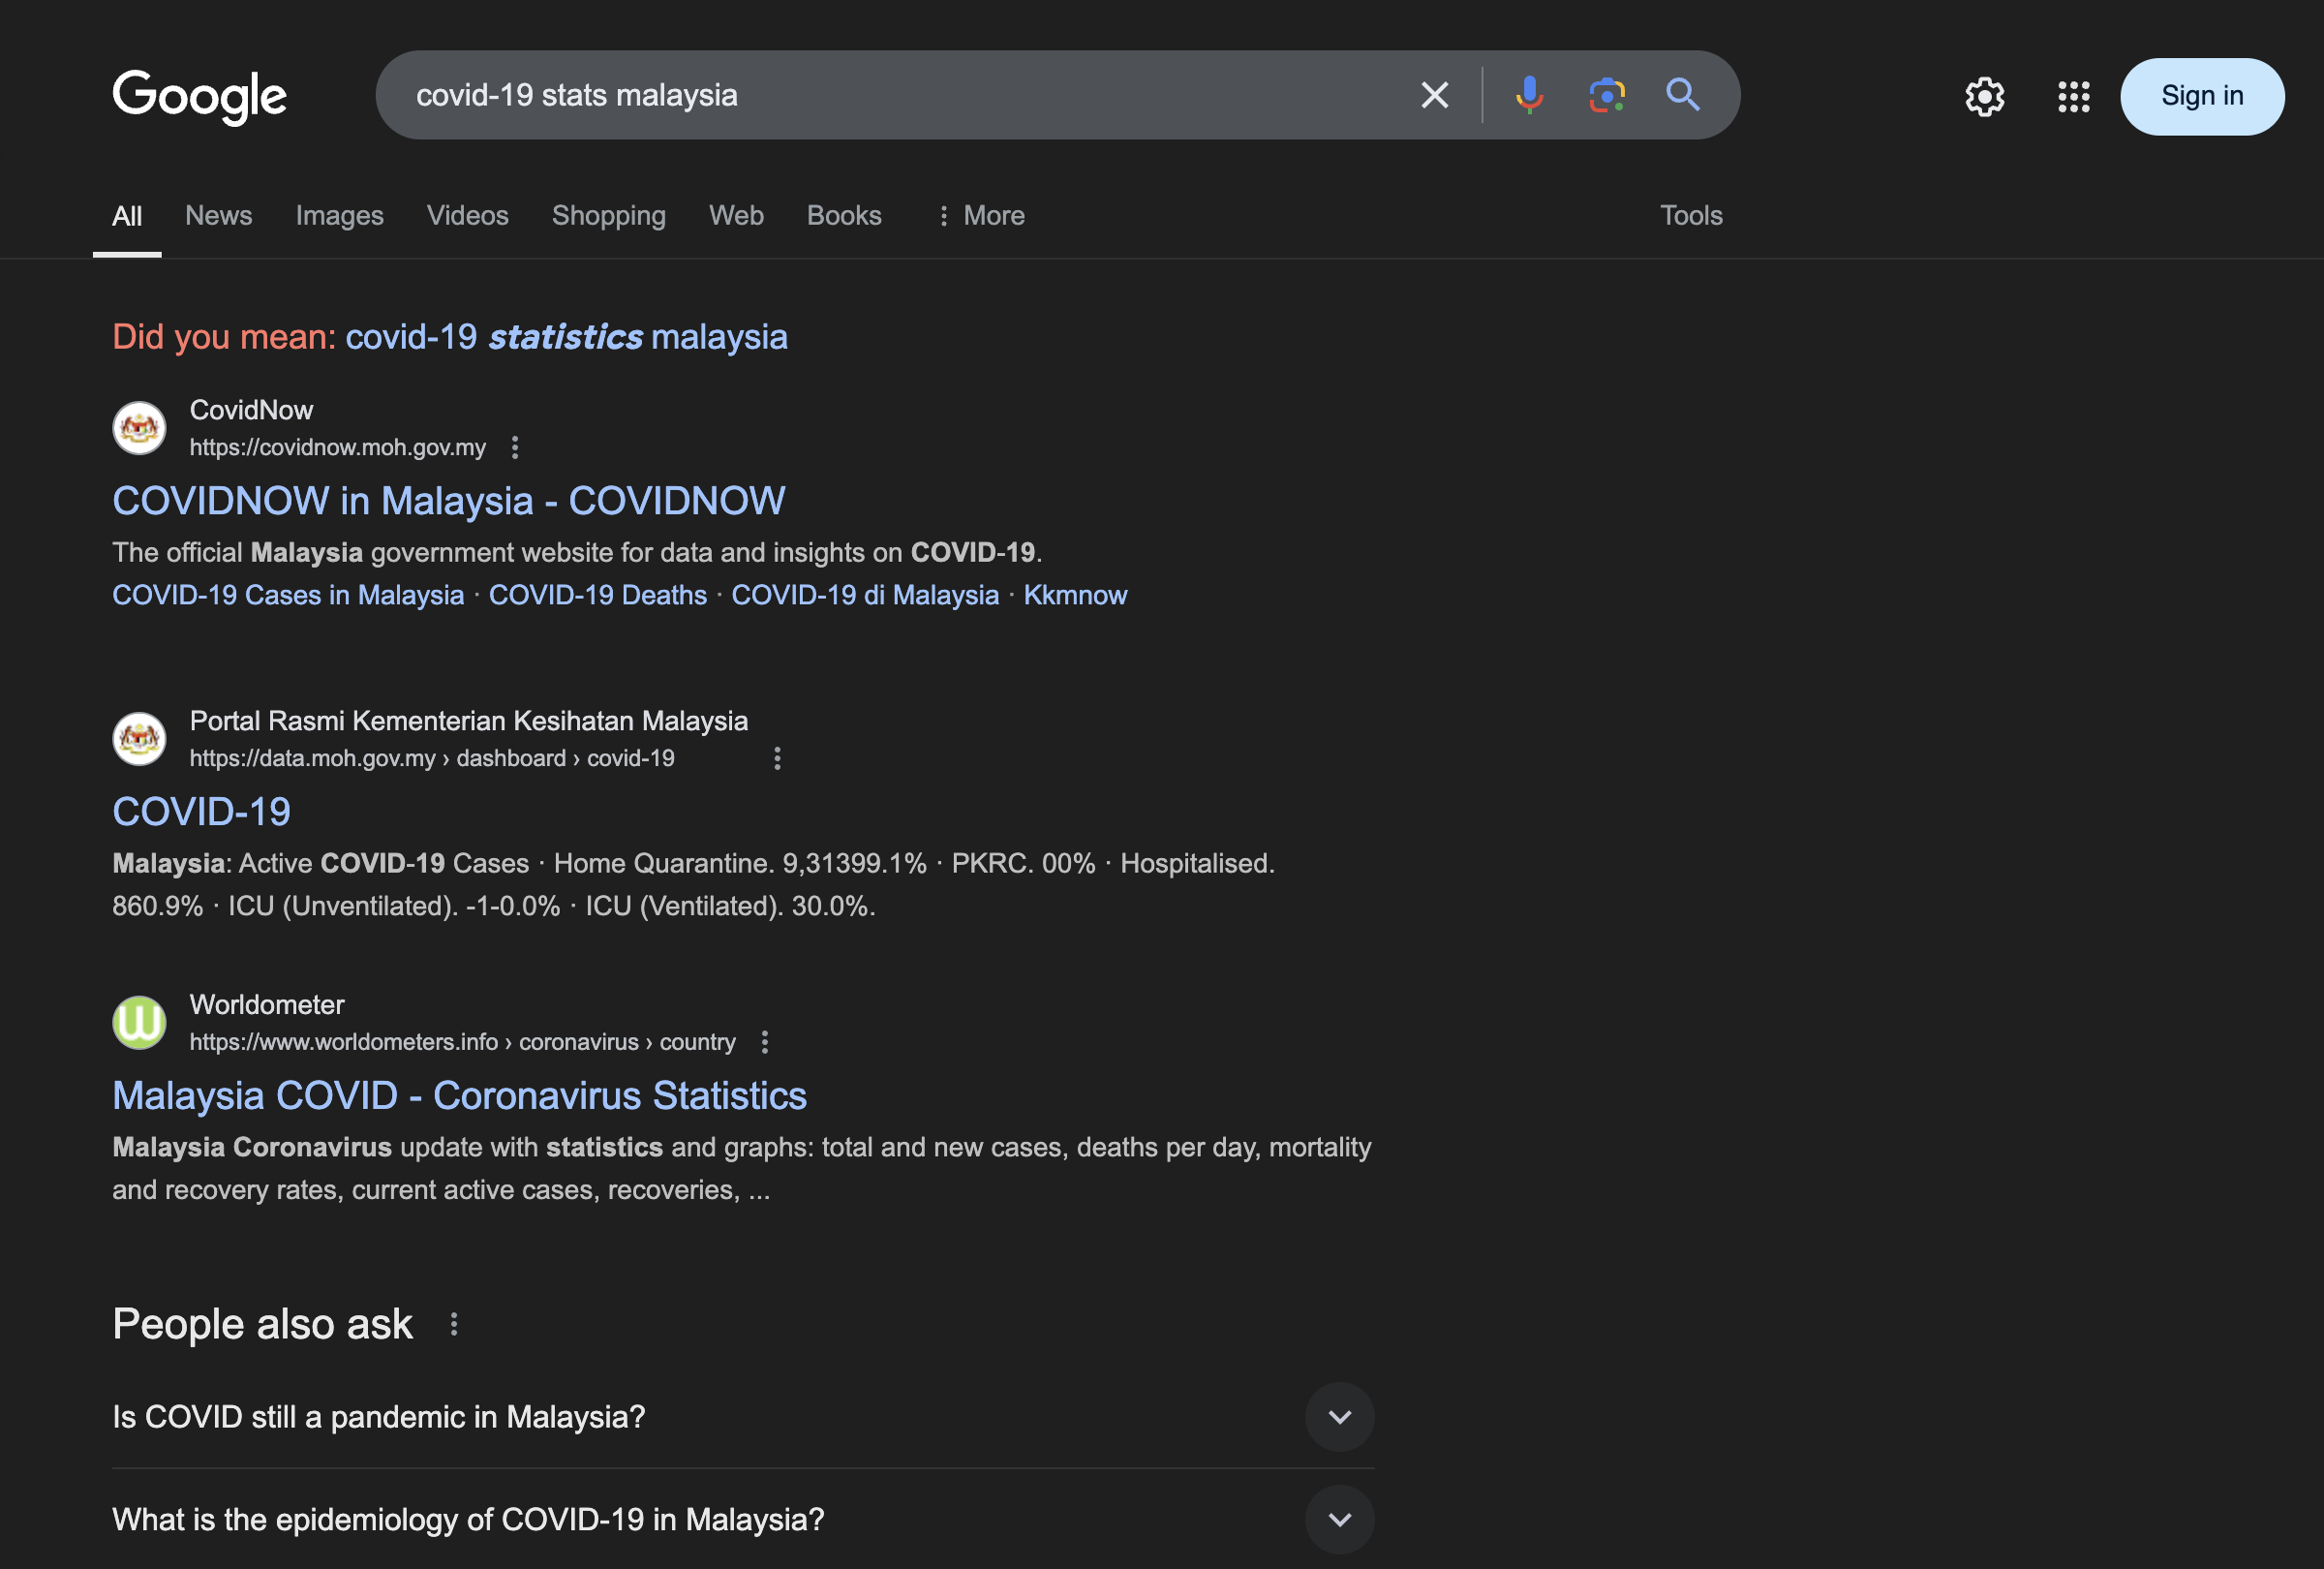 Google
covid-19 stats malaysia
Sign in
All News Images Videos Shopping Web Books More Tools
Did you mean: covid-19 statistics malaysia
CovidNow
https://covidnow.moh.gov.my
COVIDNOW in Malaysia - COVIDNOW
The official Malaysia government website for data and insights on COVID-19.
COVID-19 Cases in Malaysia · COVID-19 Deaths · COVID-19 di Malaysia · Kkmnow
Portal Rasmi Kementerian Kesihatan Malaysia
https://data.moh.gov.my › dashboard › covid-19
COVID-19
Malaysia: Active COVID-19 Cases · Home Quarantine. 9,31399.1% · PKRC. 00% · Hospitalised.
860.9% · ICU (Unventilated). -1-0.0% · ICU (Ventilated). 30.0%.
W
Worldometer
https://www.worldometers.info › coronavirus › country
Malaysia COVID - Coronavirus Statistics
Malaysia Coronavirus update with statistics and graphs: total and new cases, deaths per day, mortality
and recovery rates, current active cases, recoveries, ...
People also ask
Is COVID still a pandemic in Malaysia?
What is the epidemiology of COVID-19 in Malaysia?